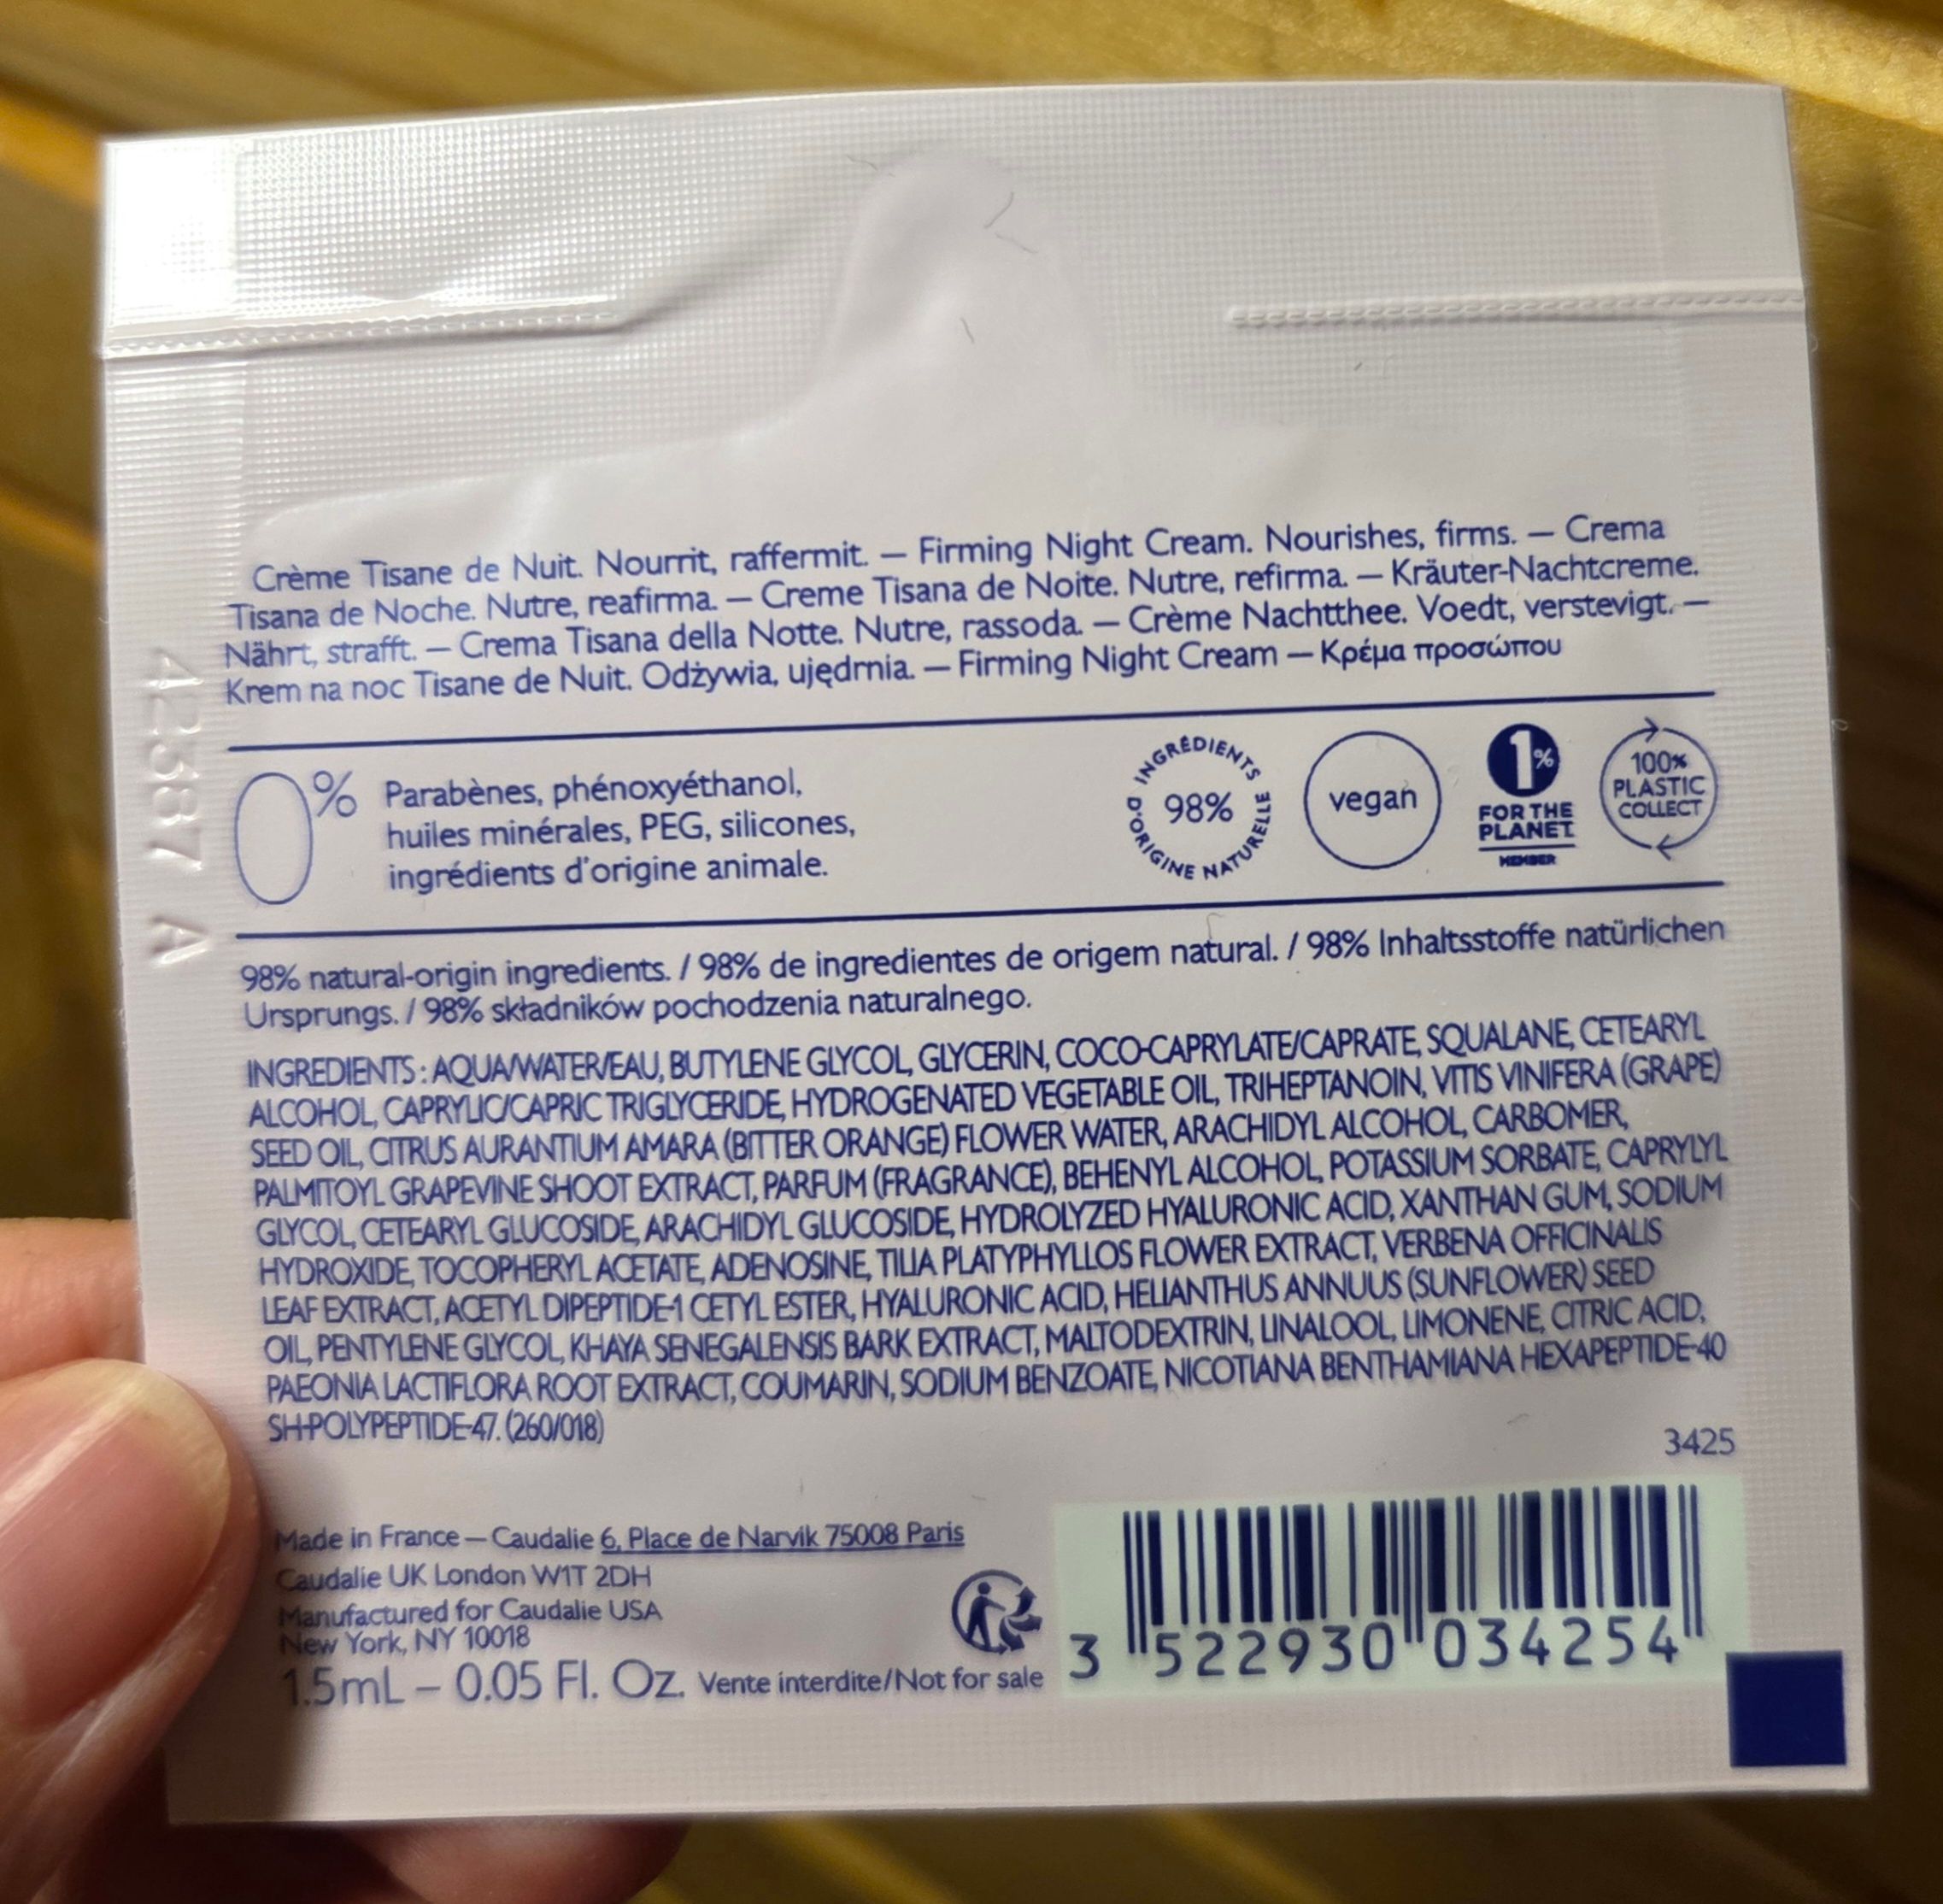 Crème Tisane de Nuit. Nourrit, raffermit. — Firming Night Cream. Nourishes, firms. — Crema
Tisana de Noche. Nutre, reafirma. — Creme Tisana de Noite. Nutre, refirma. — Kräuter-Nachtcreme.
Nährt, strafft. — Crema Tisana della Notte. Nutre, rassoda. — Crème Nachtthee. Voedt, verstevigt. —
Krem na noc Tisane de Nuit. Odżywia, ujędrnia. — Firming Night Cream — Κρέμα προσώπου
42387 A
0%
Parabènes, phénoxyéthanol,
huiles minérales, PEG, silicones,
ingrédients d'origine animale.
98% INGRÉDIENTS D'ORIGINE NATURELLE
vegan
1%
FOR THE
PLANET
MEMBER
100%
PLASTIC
COLLECT
98% natural-origin ingredients. / 98% de ingredientes de origem natural. / 98% Inhaltsstoffe natürlichen
Ursprungs. / 98% składników pochodzenia naturalnego.
INGREDIENTS : AQUA/WATER/EAU, BUTYLENE GLYCOL, GLYCERIN, COCO-CAPRYLATE/CAPRATE, SQUALANE, CETEARYL
ALCOHOL, CAPRYLIC/CAPRIC TRIGLYCERIDE, HYDROGENATED VEGETABLE OIL, TRIHEPTANOIN, VITIS VINIFERA (GRAPE)
SEED OIL, CITRUS AURANTIUM AMARA (BITTER ORANGE) FLOWER WATER, ARACHIDYL ALCOHOL, CARBOMER,
PALMITOYL GRAPEVINE SHOOT EXTRACT, PARFUM (FRAGRANCE), BEHENYL ALCOHOL, POTASSIUM SORBATE, CAPRYLYL
GLYCOL, CETEARYL GLUCOSIDE, ARACHIDYL GLUCOSIDE, HYDROLYZED HYALURONIC ACID, XANTHAN GUM, SODIUM
HYDROXIDE, TOCOPHERYL ACETATE, ADENOSINE, TILIA PLATYPHYLLOS FLOWER EXTRACT, VERBENA OFFICINALIS
LEAF EXTRACT, ACETYL DIPEPTIDE-1 CETYL ESTER, HYALURONIC ACID, HELIANTHUS ANNUUS (SUNFLOWER) SEED
OIL, PENTYLENE GLYCOL, KHAYA SENEGALENSIS BARK EXTRACT, MALTODEXTRIN, LINALOOL, LIMONENE, CITRIC ACID,
PAEONIA LACTIFLORA ROOT EXTRACT, COUMARIN, SODIUM BENZOATE, NICOTIANA BENTHAMIANA HEXAPEPTIDE-40
SH-POLYPEPTIDE-47. (260/018)
3425
Made in France — Caudalie 6, Place de Narvik 75008 Paris
Caudalie UK London W1T 2DH
Manufactured for Caudalie USA
New York, NY 10018
1.5mL – 0.05 Fl. Oz. Vente interdite/Not for sale
3 522930 034254